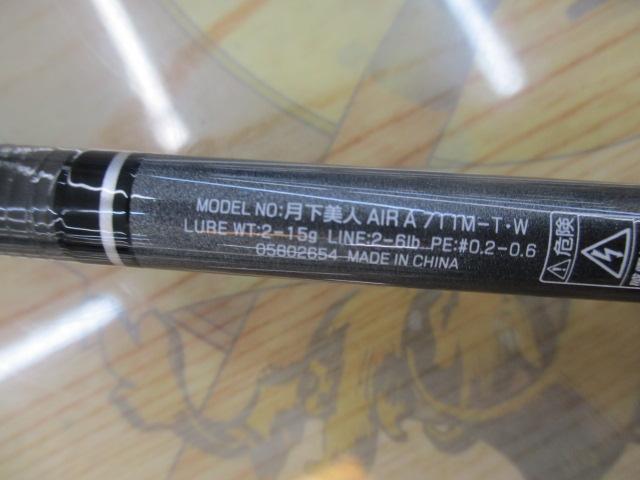 MODEL NO:月下美人 AIR A 711M-T・W
LURE WT:2-15g LINE:2-6lb PE:#0.2-0.6
05802654 MADE IN CHINA
危険